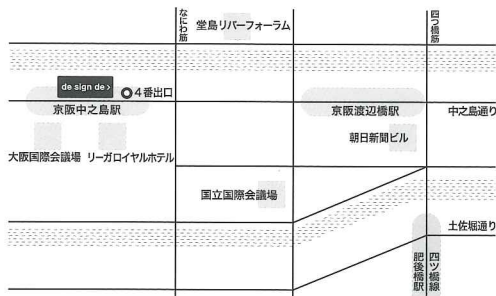 なにわ筋
堂島リバーフォーラム
四つ橋筋
de sign de >
4番出口
京阪中之島駅
京阪渡辺橋駅
中之島通り
朝日新聞ビル
大阪国際会議場
リーガロイヤルホテル
国立国際会議場
土佐堀通り
四ツ橋線
肥後橋駅